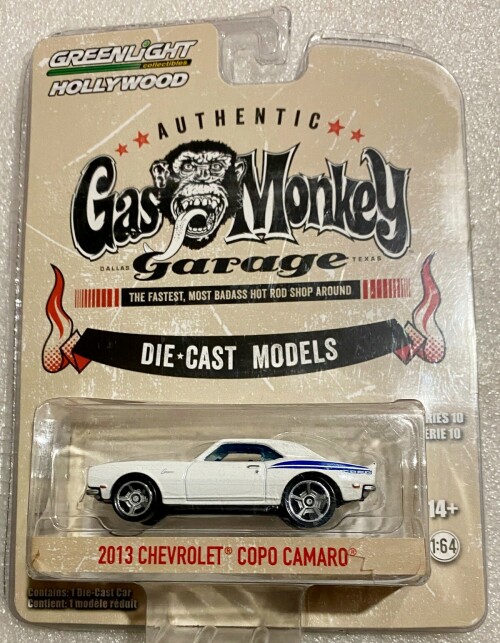 GREENLIGHT
collectibles
HOLLYWOOD
AUTHENTIC
Gas Monkey
DALLAS garage TEXAS
THE FASTEST, MOST BADASS HOT ROD SHOP AROUND
DIE★CAST MODELS
RIES 10
ÉRIE 10
14+
1:64
2013 CHEVROLET® COPO CAMARO®
Contains: 1 Die-Cast Car
Contient: 1 modèle réduit